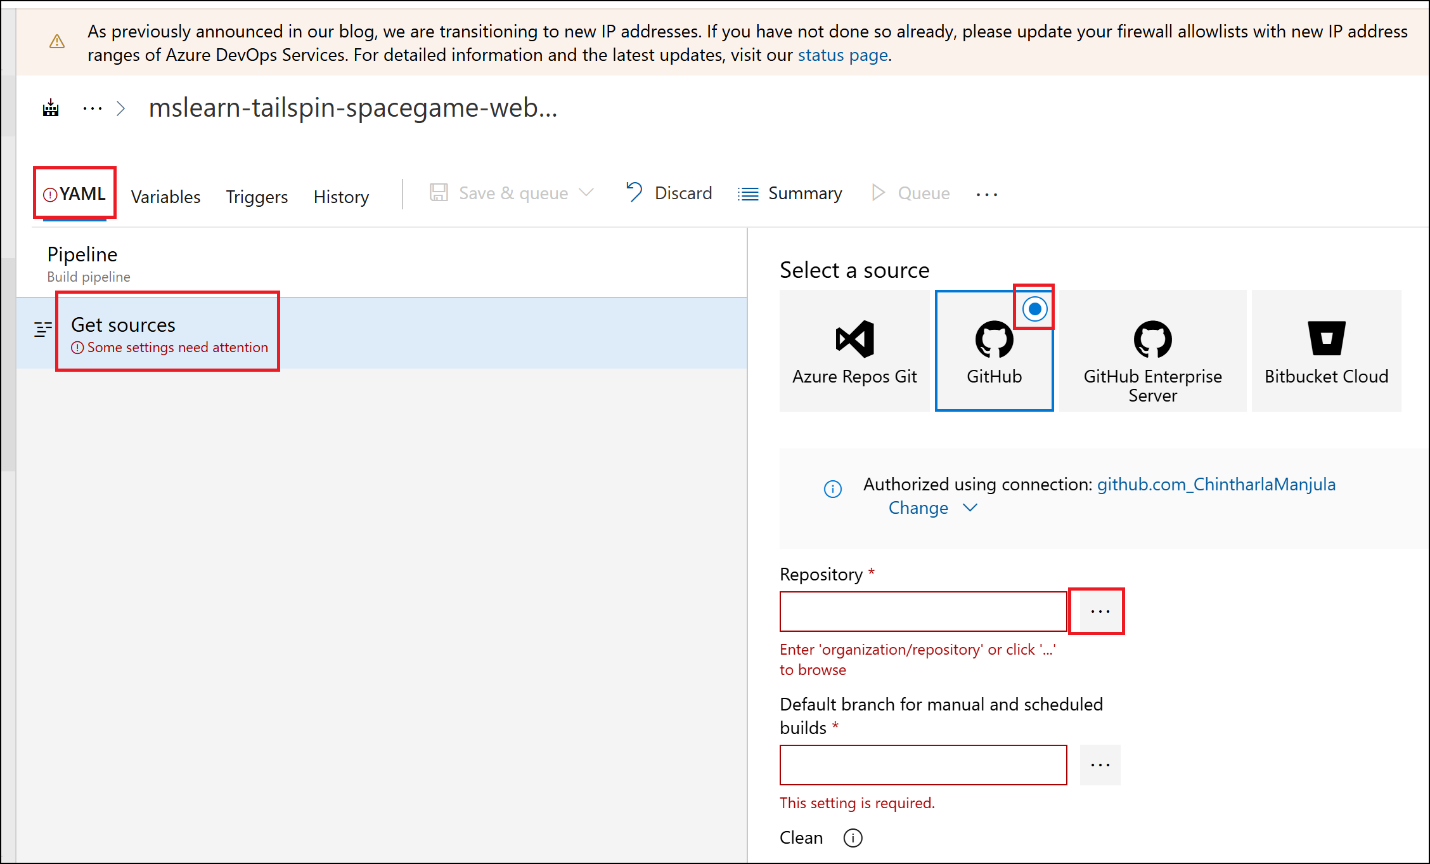 As previously announced in our blog, we are transitioning to new IP addresses. If you have not done so already, please update your firewall allowlists with new IP address
ranges of Azure DevOps Services. For detailed information and the latest updates, visit our status page.
··· > mslearn-tailspin-spacegame-web...
YAML Variables Triggers History Save & queue Discard Summary Queue ···
Pipeline
Build pipeline
Get sources
Some settings need attention
Select a source
Azure Repos Git
GitHub
GitHub Enterprise
Server
Bitbucket Cloud
Authorized using connection: github.com_ChintharlaManjula
Change
Repository *
···
Enter 'organization/repository' or click '...'
to browse
Default branch for manual and scheduled
builds *
···
This setting is required.
Clean